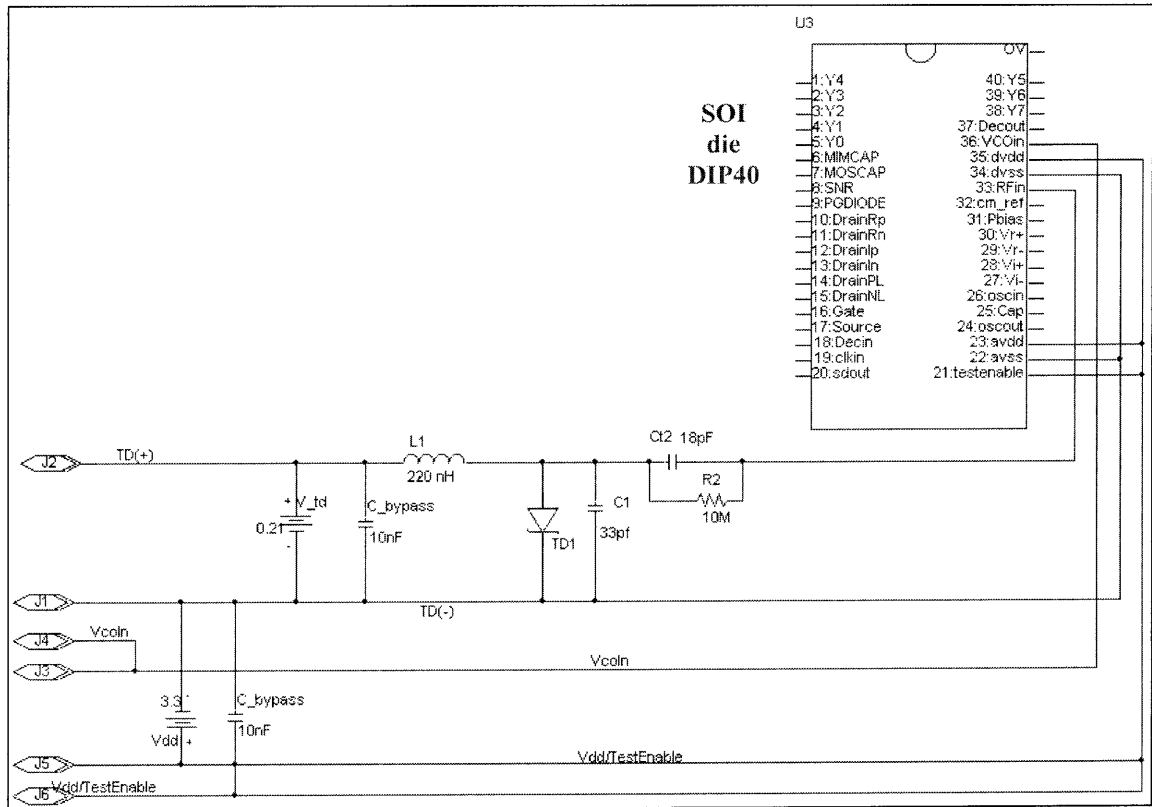 U3
OV
1:Y4
2:Y3
3:Y2
4:Y1
5:Y0
6:MIMCAP
7:MOSCAP
8:SNR
9:PGDIODE
10:DrainRp
11:DrainRn
12:DrainIp
13:DrainIn
14:DrainPL
15:DrainNL
16:Gate
17:Source
18:Decin
19:clkin
20:sdout
40:Y5
39:Y6
38:Y7
37:Decout
36:VCOin
35:dvdd
34:dvss
33:RFin
32:cm_ref
31:Pbias
30:Vr+
29:Vr-
28:Vi+
27:Vi-
26:oscin
25:Cap
24:oscout
23:avdd
22:avss
21:testenable
SOI
die
DIP40
J2
TD(+)
L1
220 nH
Ct2 18pF
R2
10M
+ V_td
0.21
-
C_bypass
10nF
TD1
C1
33pf
J1
TD(-)
J4
VcoIn
J3
VcoIn
3.3 -
Vdd +
C_bypass
10nF
J5
Vdd/TestEnable
J6
Vdd/TestEnable